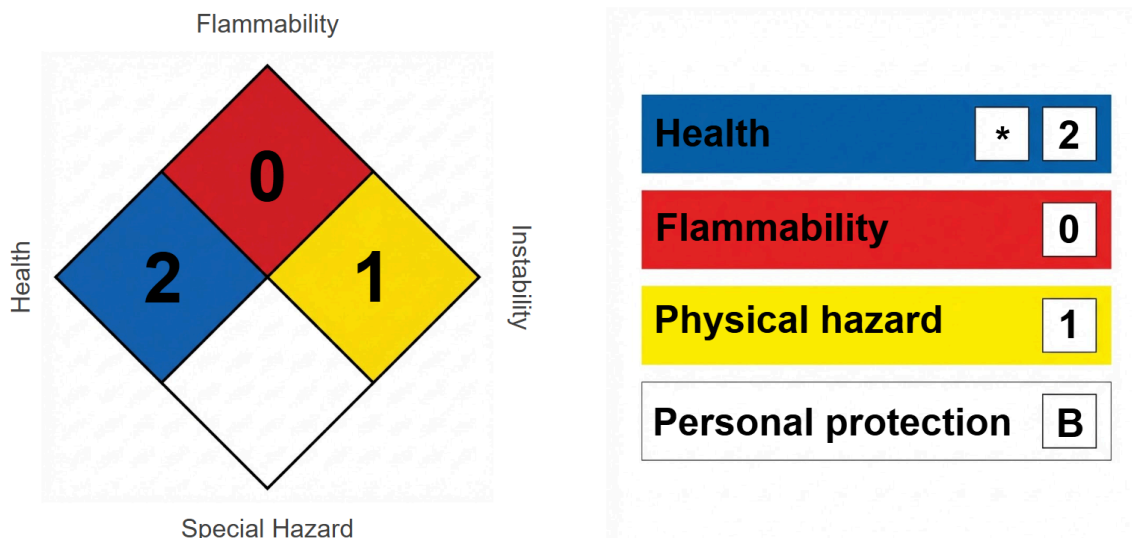 Flammability
0
Health
2
1
Instability
Special Hazard
Health * 2
Flammability 0
Physical hazard 1
Personal protection B